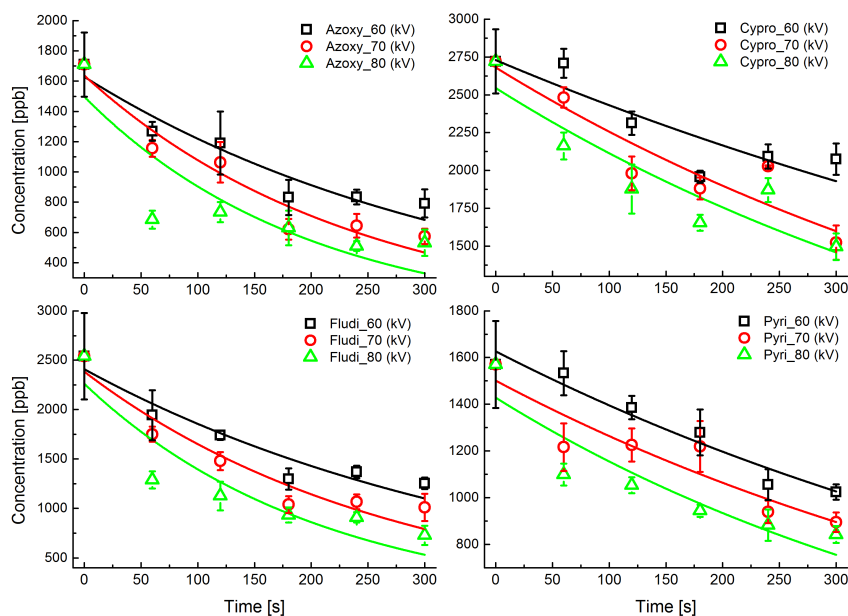 Azoxy_60 (kV)
Azoxy_70 (kV)
Azoxy_80 (kV)
2000
1800
1600
1400
1200
1000
800
600
400
0 50 100 150 200 250 300
Concentration [ppb]
Cypro_60 (kV)
Cypro_70 (kV)
Cypro_80 (kV)
3000
2750
2500
2250
2000
1750
1500
0 50 100 150 200 250 300
Fludi_60 (kV)
Fludi_70 (kV)
Fludi_80 (kV)
3000
2500
2000
1500
1000
500
0 50 100 150 200 250 300
Concentration [ppb]
Time [s]
Pyri_60 (kV)
Pyri_70 (kV)
Pyri_80 (kV)
1800
1600
1400
1200
1000
800
0 50 100 150 200 250 300
Time [s]